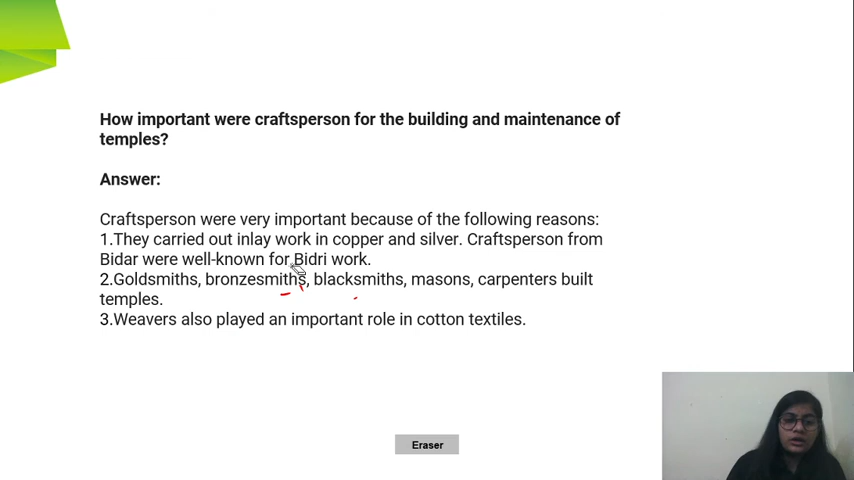 How important were craftsperson for the building and maintenance of
temples?
Answer:
Craftsperson were very important because of the following reasons:
1.They carried out inlay work in copper and silver. Craftsperson from
Bidar were well-known for Bidri work.
2.Goldsmiths, bronzesmiths, blacksmiths, masons, carpenters built
temples.
3.Weavers also played an important role in cotton textiles.
Eraser